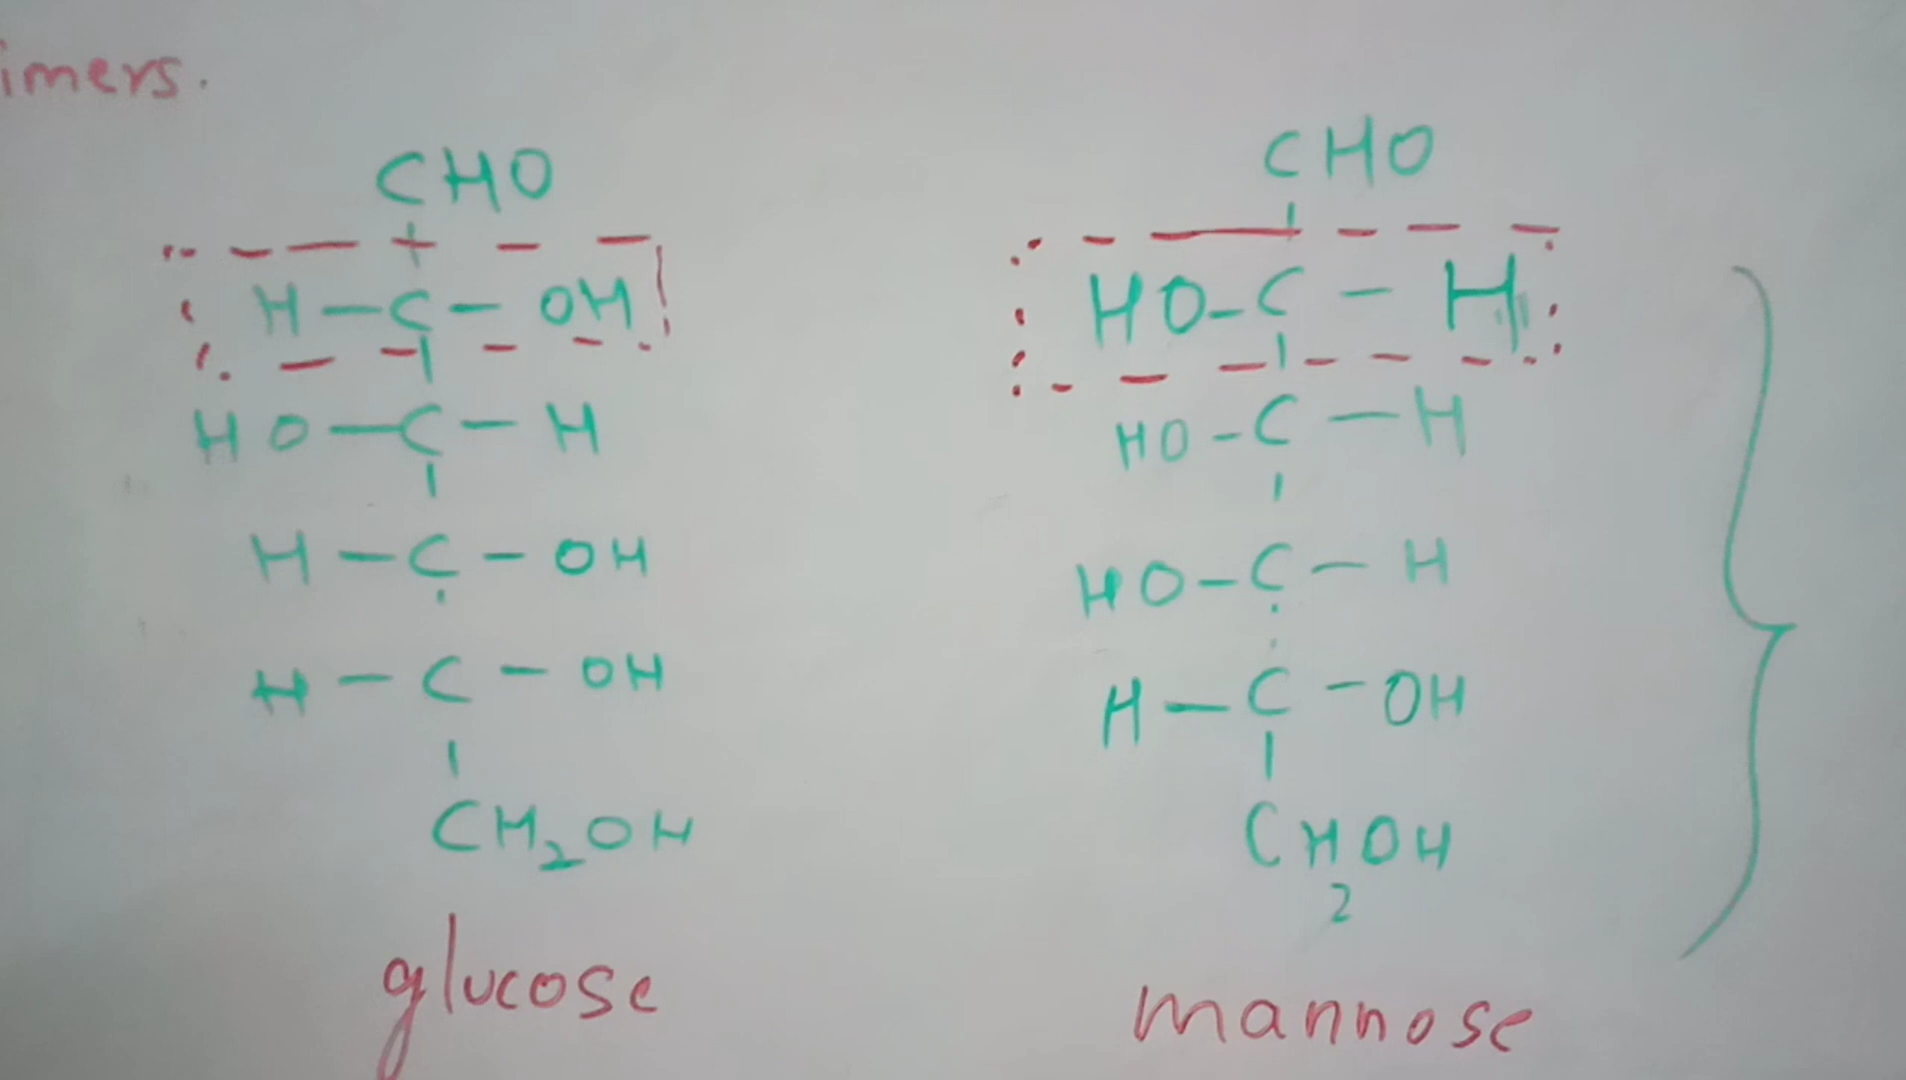 imers.
CHO CHO
H-C-OH HO-C-H
HO-C-H HO-C-H
H-C-OH HO-C-H
H-C-OH H-C-OH
CH₂OH CH₂OH
glucose mannose